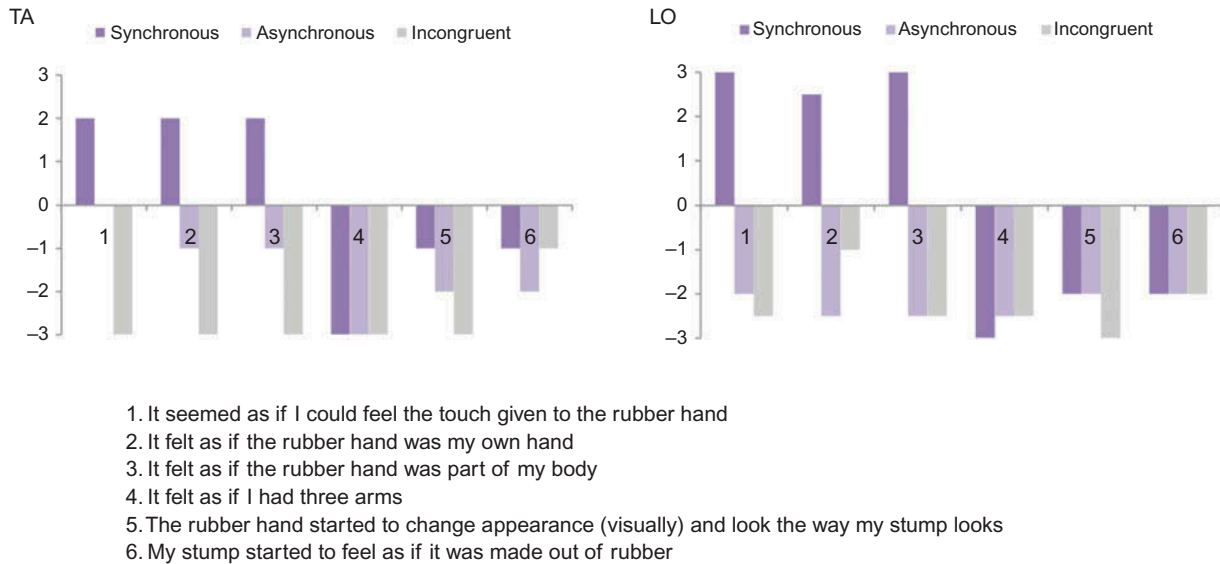 TA
LO
Synchronous Asynchronous Incongruent
Synchronous Asynchronous Incongruent
3
2
1
0
–1
–2
–3
1 2 3 4 5 6
3
2
1
0
–1
–2
–3
1 2 3 4 5 6
1. It seemed as if I could feel the touch given to the rubber hand
2. It felt as if the rubber hand was my own hand
3. It felt as if the rubber hand was part of my body
4. It felt as if I had three arms
5. The rubber hand started to change appearance (visually) and look the way my stump looks
6. My stump started to feel as if it was made out of rubber